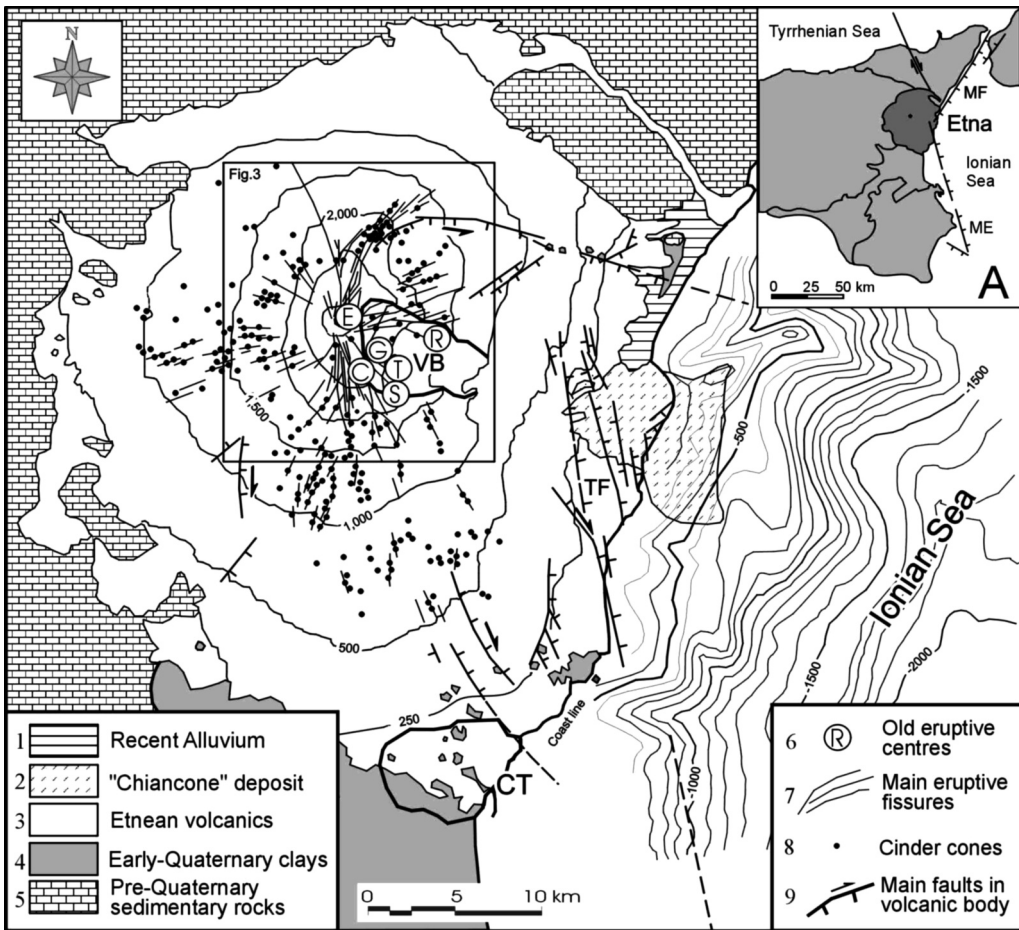 N
Tyrrhenian Sea
MF
Etna
Ionian
Sea
ME
0 25 50 km
A
Fig.3
2,000
E
R
G
VB
C
T
S
1,500
1,000
500
250
TF
CT
Coast line
-500
-1500
-1500
-2000
-1000
Ionian Sea
1 Recent Alluvium
2 "Chiancone" deposit
3 Etnean volcanics
4 Early-Quaternary clays
5 Pre-Quaternary
sedimentary rocks
0 5 10 km
6 R Old eruptive
centres
7 Main eruptive
fissures
8 Cinder cones
9 Main faults in
volcanic body